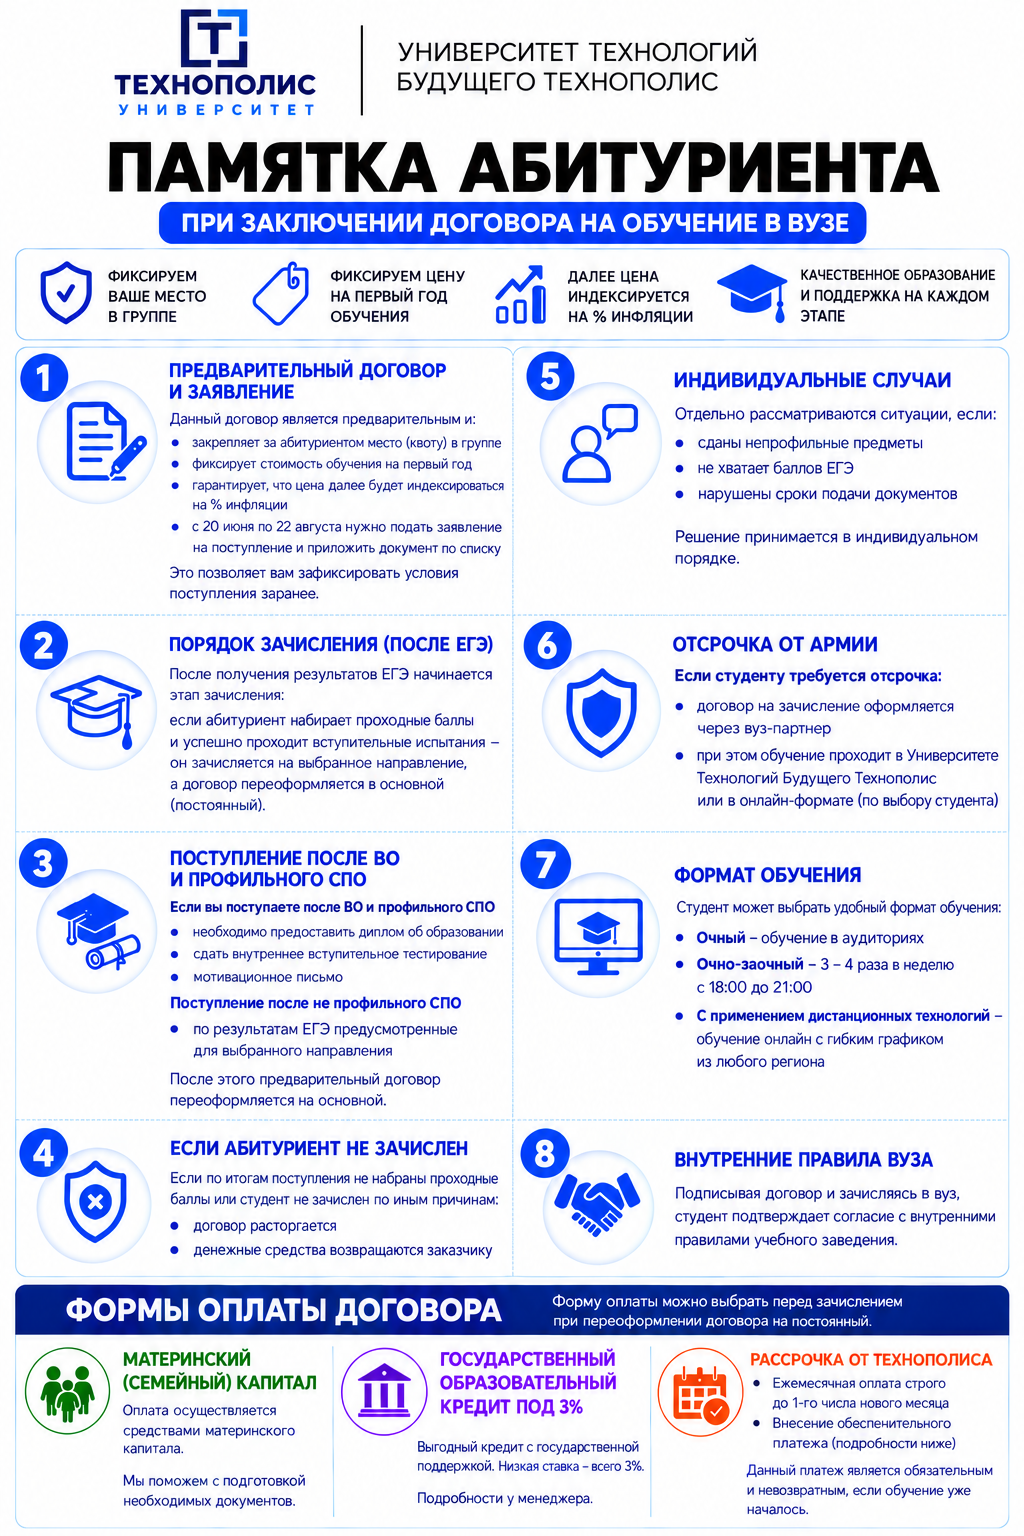 ТЕХНОПОЛИС
УНИВЕРСИТЕТ
УНИВЕРСИТЕТ ТЕХНОЛОГИЙ
БУДУЩЕГО ТЕХНОПОЛИС
ПАМЯТКА АБИТУРИЕНТА
ПРИ ЗАКЛЮЧЕНИИ ДОГОВОРА НА ОБУЧЕНИЕ В ВУЗЕ
ФИКСИРУЕМ
ВАШЕ МЕСТО
В ГРУППЕ
ФИКСИРУЕМ ЦЕНУ
НА ПЕРВЫЙ ГОД
ОБУЧЕНИЯ
ДАЛЕЕ ЦЕНА
ИНДЕКСИРУЕТСЯ
НА % ИНФЛЯЦИИ
КАЧЕСТВЕННОЕ ОБРАЗОВАНИЕ
И ПОДДЕРЖКА НА КАЖДОМ
ЭТАПЕ
1
ПРЕДВАРИТЕЛЬНЫЙ ДОГОВОР
И ЗАЯВЛЕНИЕ
Данный договор является предварительным и:
• закрепляет за абитуриентом место (квоту) в группе
• фиксирует стоимость обучения на первый год
• гарантирует, что цена далее будет индексироваться
на % инфляции
• с 20 июня по 22 августа нужно подать заявление
на поступление и приложить документ по списку
Это позволяет вам зафиксировать условия
поступления заранее.
2
ПОРЯДОК ЗАЧИСЛЕНИЯ (ПОСЛЕ ЕГЭ)
После получения результатов ЕГЭ начинается
этап зачисления:
если абитуриент набирает проходные баллы
и успешно проходит вступительные испытания –
он зачисляется на выбранное направление,
а договор переоформляется в основной
(постоянный).
3
ПОСТУПЛЕНИЕ ПОСЛЕ ВО
И ПРОФИЛЬНОГО СПО
Если вы поступаете после ВО и профильного СПО
• необходимо предоставить диплом об образовании
• сдать внутреннее вступительное тестирование
• мотивационное письмо
Поступление после не профильного СПО
• по результатам ЕГЭ предусмотренные
для выбранного направления
После этого предварительный договор
переоформляется на основной.
4
ЕСЛИ АБИТУРИЕНТ НЕ ЗАЧИСЛЕН
Если по итогам поступления не набраны проходные
баллы или студент не зачислен по иным причинам:
• договор расторгается
• денежные средства возвращаются заказчику
5
ИНДИВИДУАЛЬНЫЕ СЛУЧАИ
Отдельно рассматриваются ситуации, если:
• сданы непрофильные предметы
• не хватает баллов ЕГЭ
• нарушены сроки подачи документов
Решение принимается в индивидуальном
порядке.
6
ОТСРОЧКА ОТ АРМИИ
Если студенту требуется отсрочка:
• договор на зачисление оформляется
через вуз-партнер
• при этом обучение проходит в Университете
Технологий Будущего Технополис
или в онлайн-формате (по выбору студента)
7
ФОРМАТ ОБУЧЕНИЯ
Студент может выбрать удобный формат обучения:
• Очный – обучение в аудиториях
• Очно-заочный – 3 – 4 раза в неделю
с 18:00 до 21:00
• С применением дистанционных технологий –
обучение онлайн с гибким графиком
из любого региона
8
ВНУТРЕННИЕ ПРАВИЛА ВУЗА
Подписывая договор и зачисляясь в вуз,
студент подтверждает согласие с внутренними
правилами учебного заведения.
ФОРМЫ ОПЛАТЫ ДОГОВОРА
Форму оплаты можно выбрать перед зачислением
при переоформлении договора на постоянный.
МАТЕРИНСКИЙ
(СЕМЕЙНЫЙ) КАПИТАЛ
Оплата осуществляется
средствами материнского
капитала.
Мы поможем с подготовкой
необходимых документов.
ГОСУДАРСТВЕННЫЙ
ОБРАЗОВАТЕЛЬНЫЙ
КРЕДИТ ПОД 3%
Выгодный кредит с государственной
поддержкой. Низкая ставка – всего 3%.
Подробности у менеджера.
РАССРОЧКА ОТ ТЕХНОПОЛИСА
• Ежемесячная оплата строго
до 1-го числа нового месяца
• Внесение обеспенительного
платежа (подробности ниже)
Данный платеж является обязательным
и невозвратным, если обучение уже
началось.